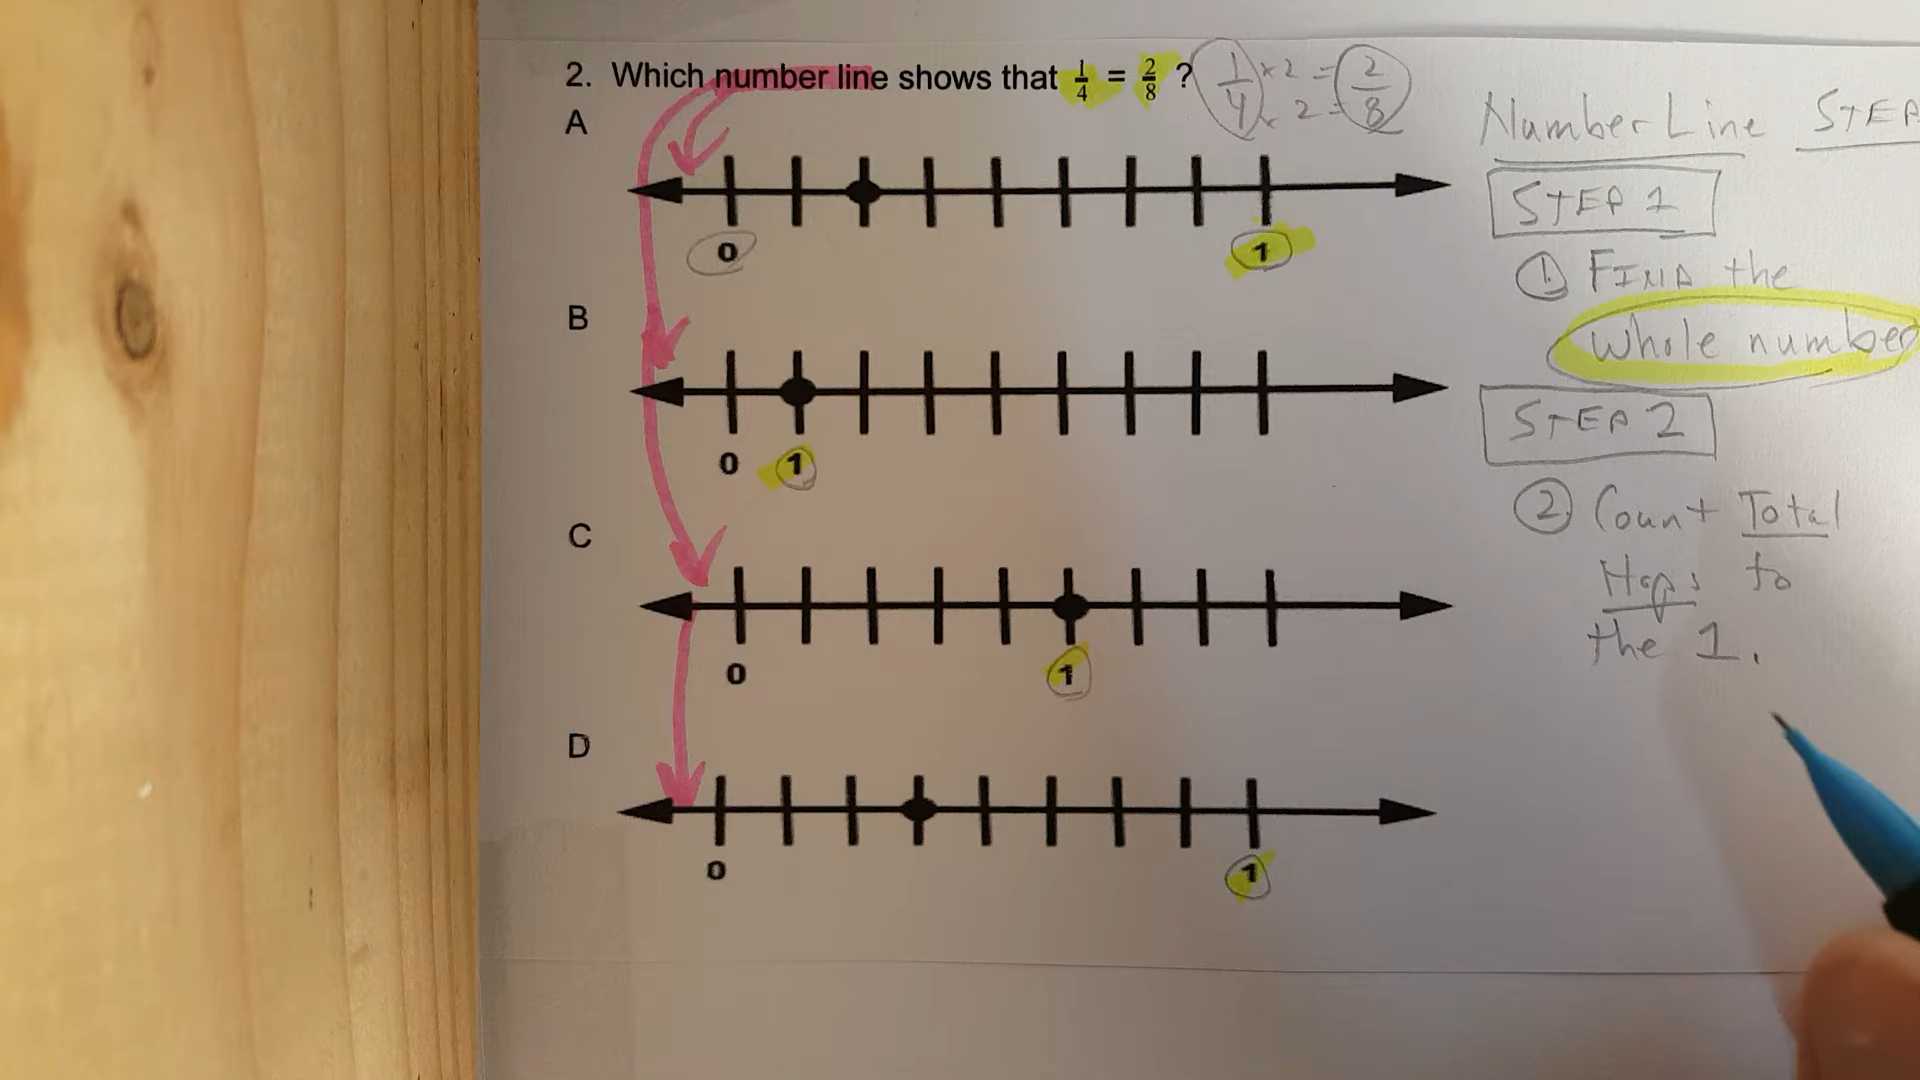 2. Which number line shows that 1/4 = 2/8 ?
1/4 × 2 = 2/8
× 2 =
A
0 1
B
0 1
C
0 1
D
0 1
Number Line STEP
STEP 1
① FIND the
whole number
STEP 2
② Count Total
Hops to
the 1.